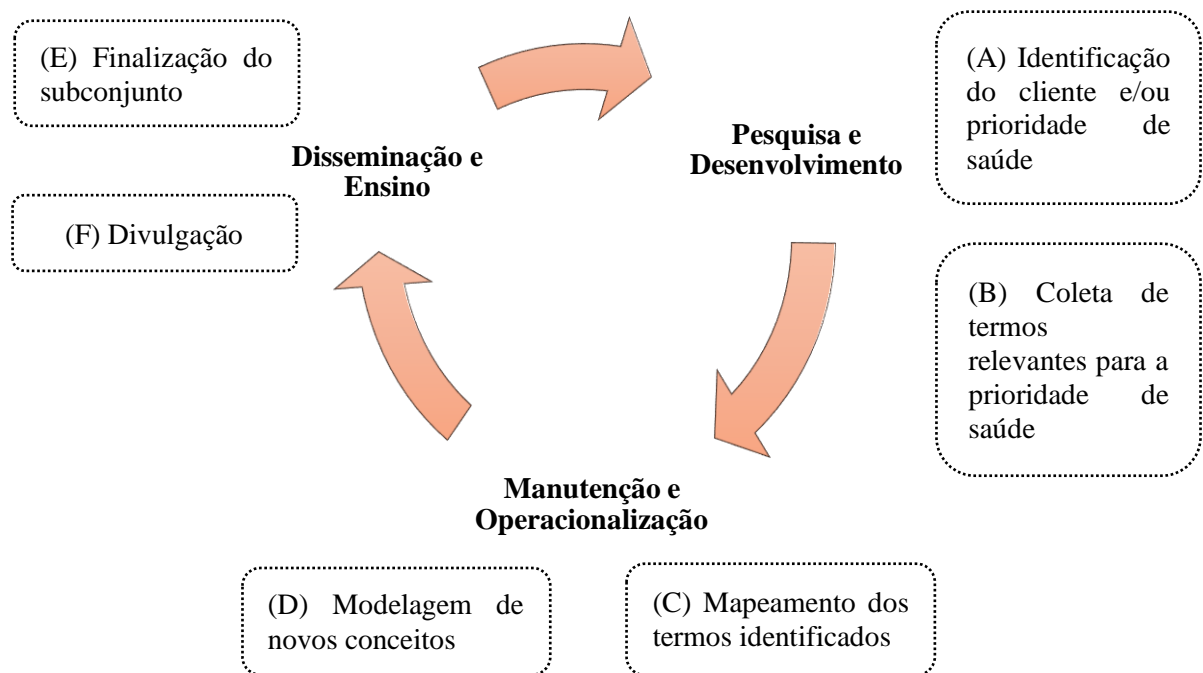 (E) Finalização do
subconjunto
Disseminação e
Ensino
(F) Divulgação
Pesquisa e
Desenvolvimento
(A) Identificação
do cliente e/ou
prioridade de
saúde
(B) Coleta de
termos
relevantes para a
prioridade de
saúde
Manutenção e
Operacionalização
(D) Modelagem de
novos conceitos
(C) Mapeamento dos
termos identificados